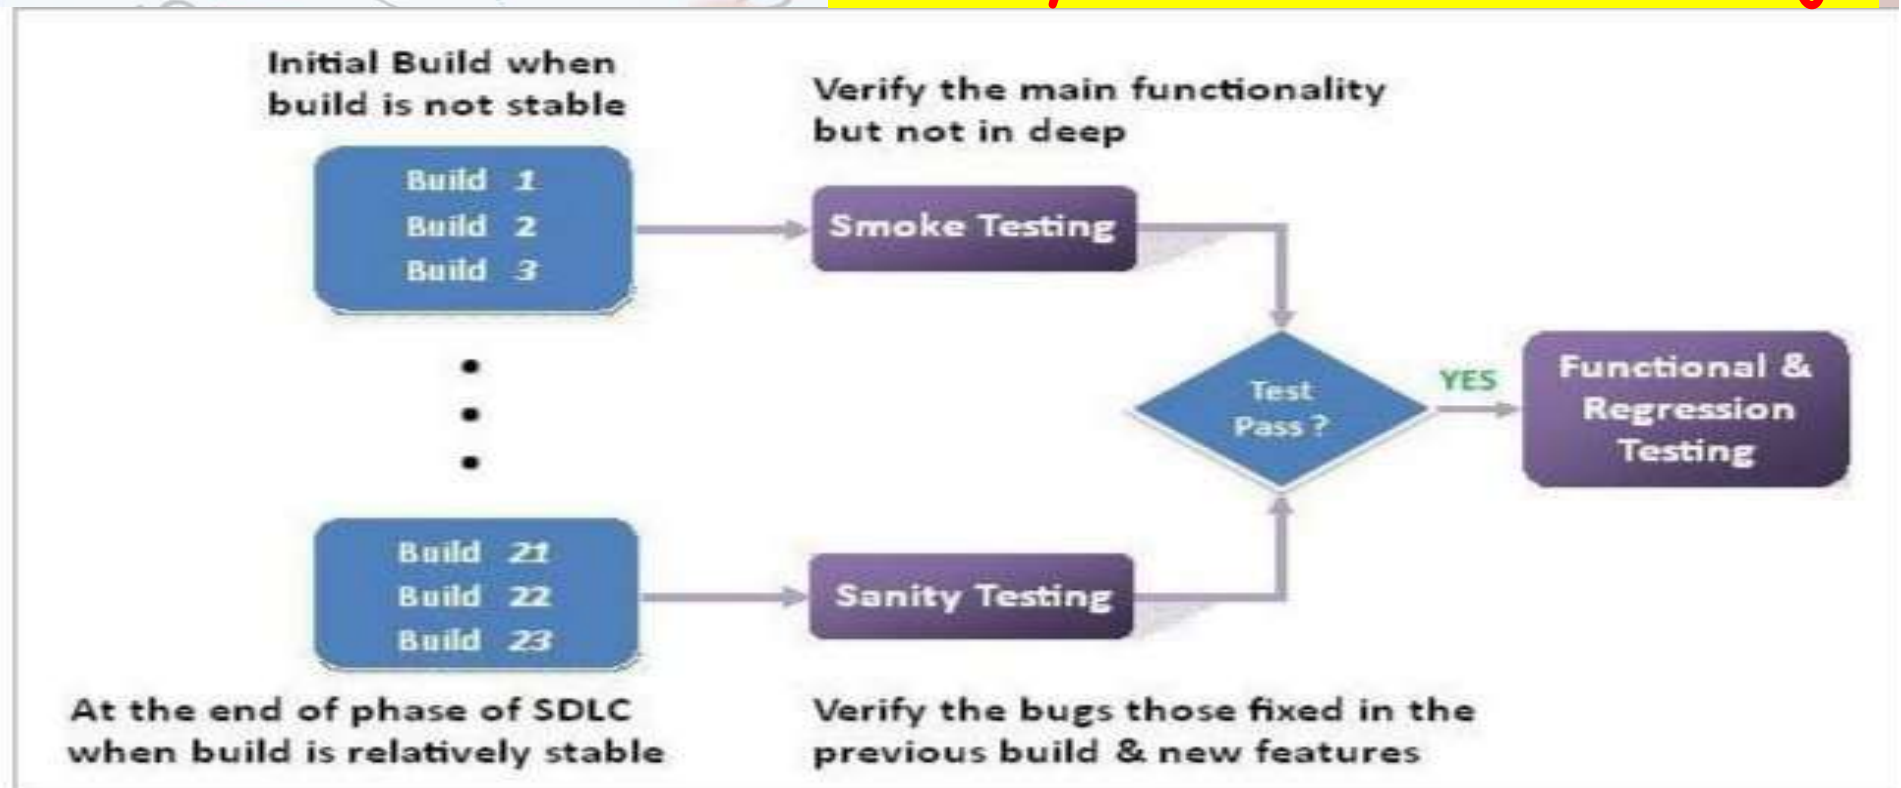 Initial Build when
build is not stable
Verify the main functionality
but not in deep
Build 1
Build 2
Build 3
Smoke Testing
Test
Pass ?
YES
Functional &
Regression
Testing
Build 21
Build 22
Build 23
Sanity Testing
At the end of phase of SDLC
when build is relatively stable
Verify the bugs those fixed in the
previous build & new features